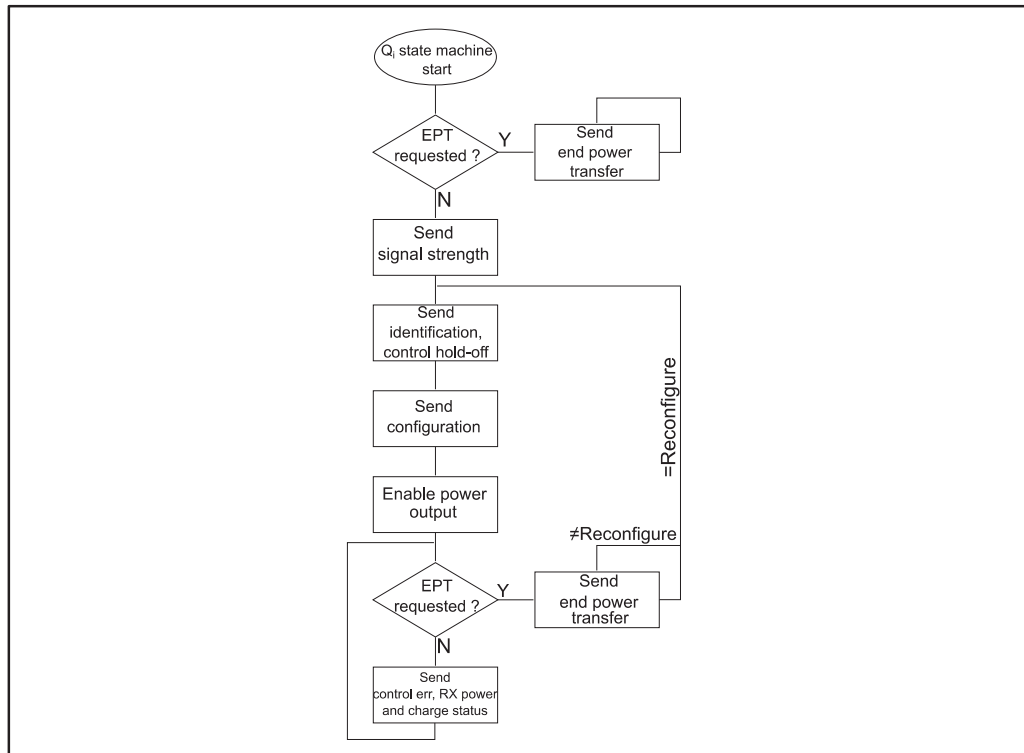 Qi state machine
start
EPT
requested ?
Y
Send
end power
transfer
N
Send
signal strength
Send
identification,
control hold-off
Send
configuration
=Reconfigure
Enable power
output
≠Reconfigure
EPT
requested ?
Y
Send
end power
transfer
N
Send
control err, RX power
and charge status